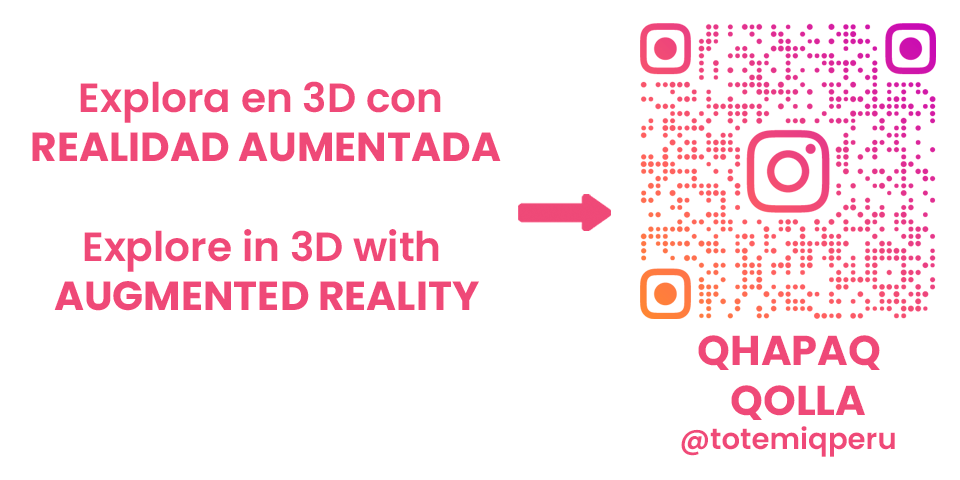 Explora en 3D con
REALIDAD AUMENTADA
Explore in 3D with
AUGMENTED REALITY
QHAPAQ
QOLLA
@totemiqperu